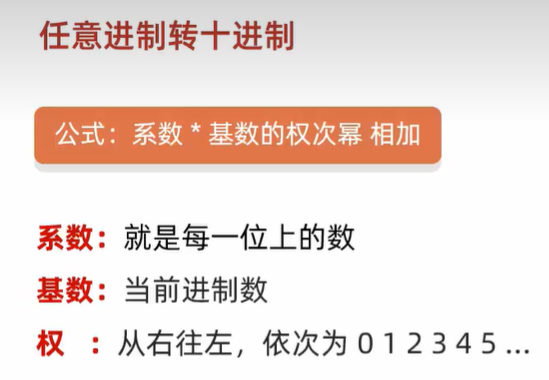 任意进制转十进制
公式：系数 * 基数的权次幂 相加
系数：就是每一位上的数
基数：当前进制数
权 ：从右往左，依次为 0 1 2 3 4 5 ...